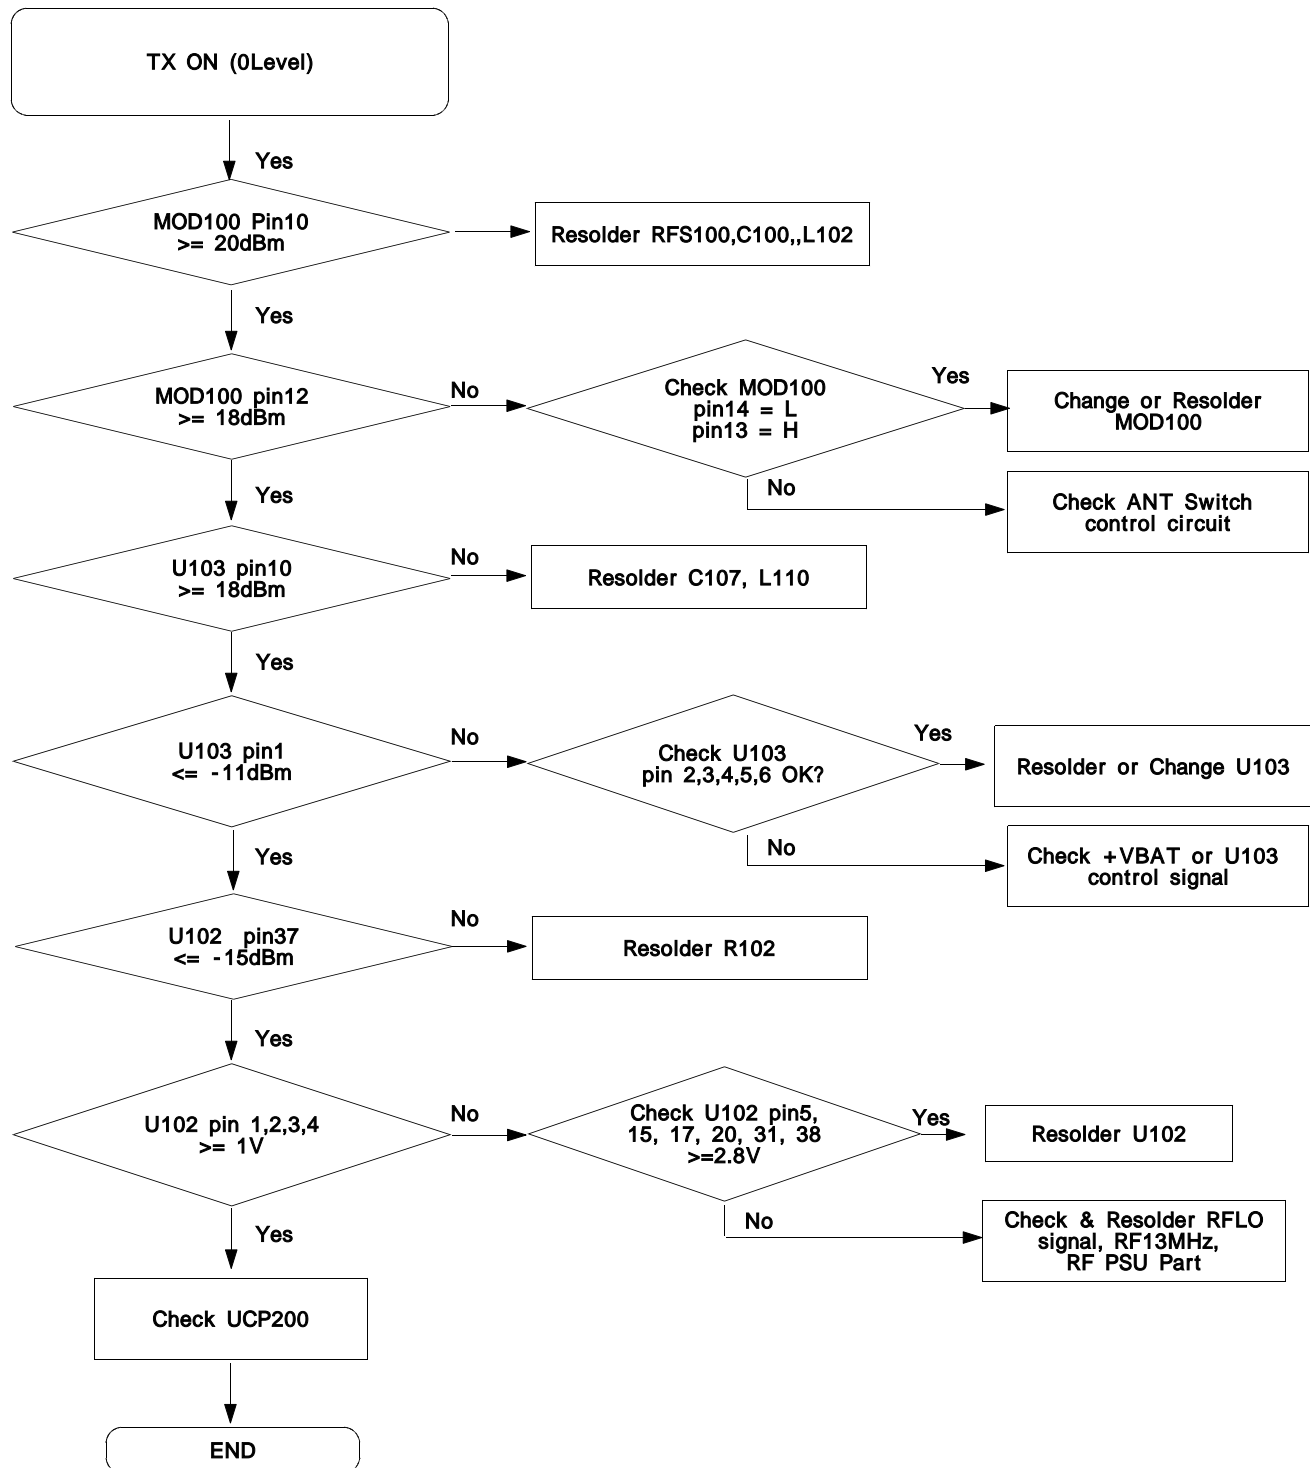 TX ON (0Level)
Yes
MOD100 Pin10
>= 20dBm
Resolder RFS100,C100,,L102
Yes
MOD100 pin12
>= 18dBm
No
Check MOD100
pin14 = L
pin13 = H
Yes
Change or Resolder
MOD100
No
Check ANT Switch
control circuit
Yes
U103 pin10
>= 18dBm
No
Resolder C107, L110
Yes
U103 pin1
<= -11dBm
No
Check U103
pin 2,3,4,5,6 OK?
Yes
Resolder or Change U103
No
Check +VBAT or U103
control signal
Yes
U102 pin37
<= -15dBm
No
Resolder R102
Yes
U102 pin 1,2,3,4
>= 1V
No
Check U102 pin5,
15, 17, 20, 31, 38
>=2.8V
Yes
Resolder U102
No
Check & Resolder RFLO
signal, RF13MHz,
RF PSU Part
Yes
Check UCP200
END